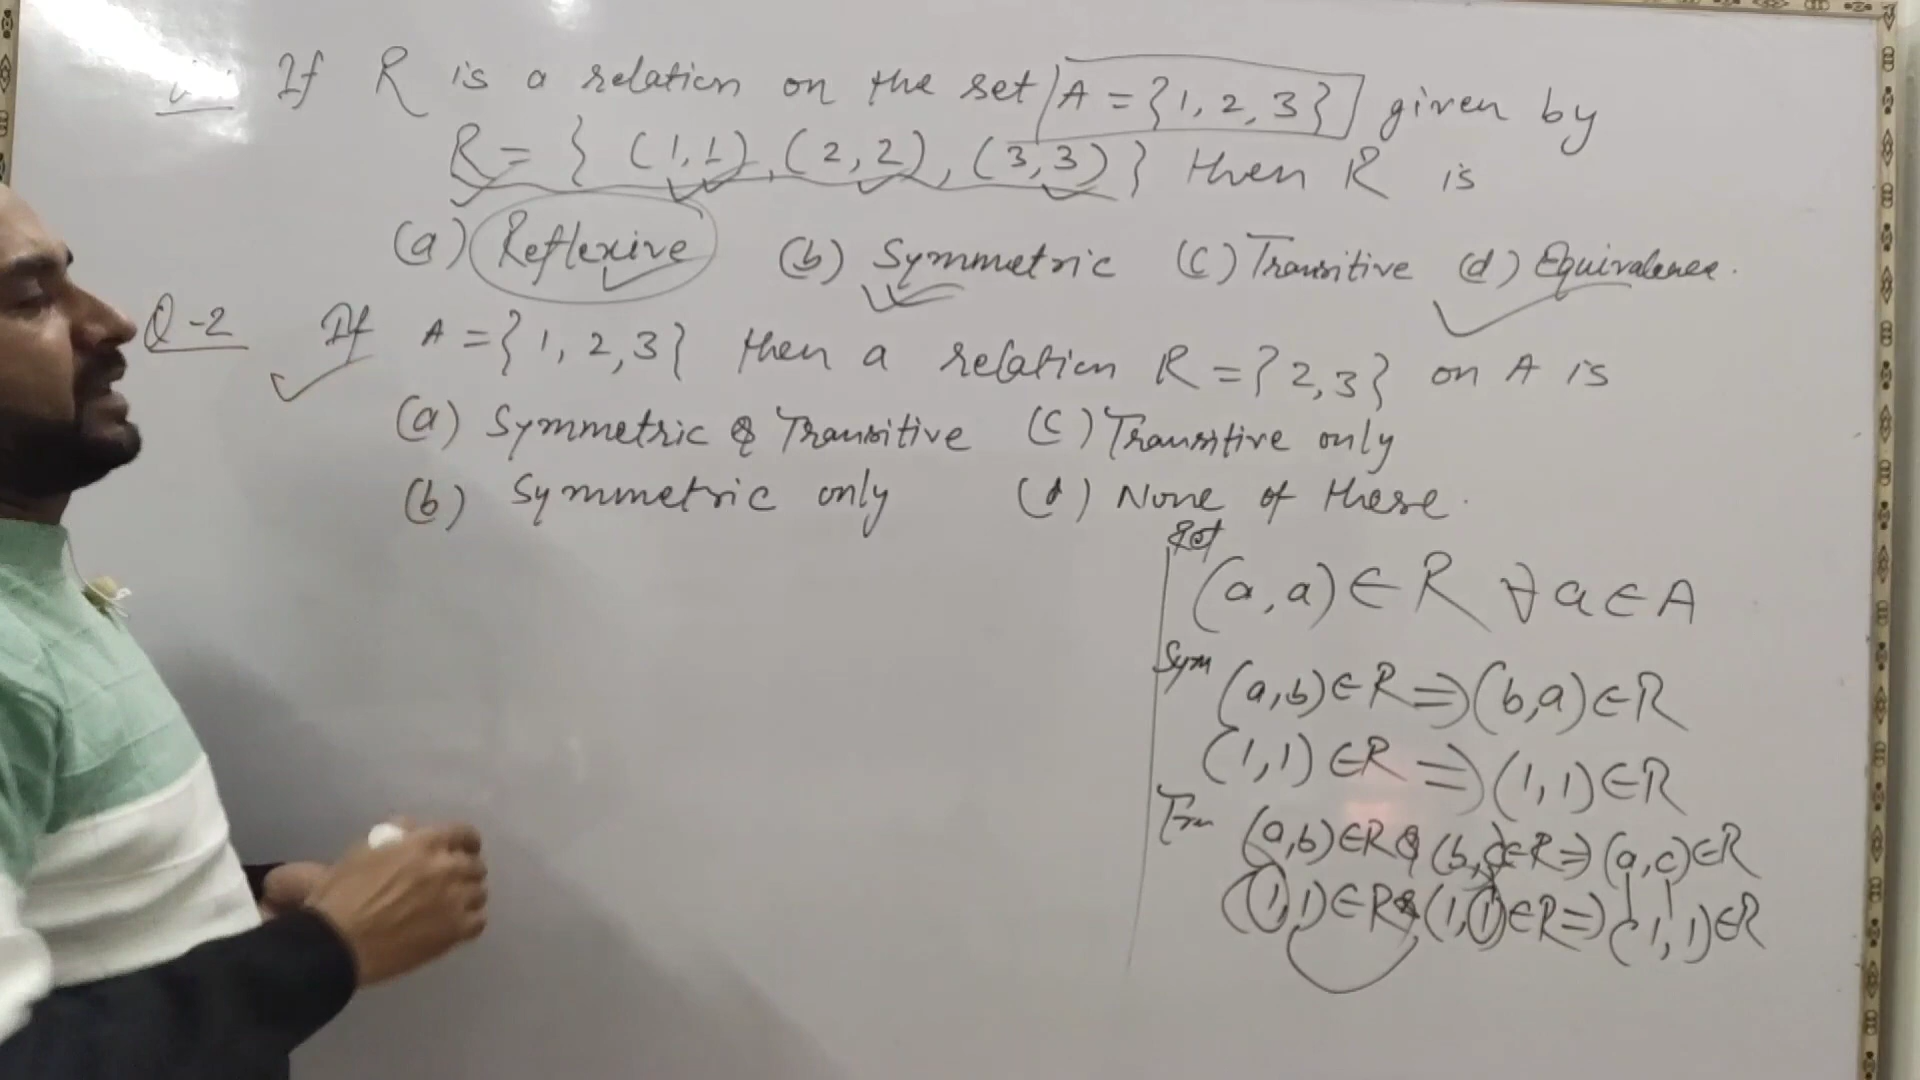 If R is a relation on the set A = {1, 2, 3} given by
R = { (1,1), (2,2), (3,3) } then R is
(a) Reflexive (b) Symmetric (c) Transitive (d) Equivalence.
Q-2 If A = {1, 2, 3} then a relation R = {2,3} on A is
(a) Symmetric & Transitive (c) Transitive only
(b) Symmetric only (d) None of these.
Ref
(a,a) ∈ R ∀ a ∈ A
Sym (a,b) ∈ R ⇒ (b,a) ∈ R
(1,1) ∈ R ⇒ (1,1) ∈ R
Tra (a,b) ∈ R & (b,c) ∈ R ⇒ (a,c) ∈ R
(1,1) ∈ R & (1,1) ∈ R ⇒ (1,1) ∈ R